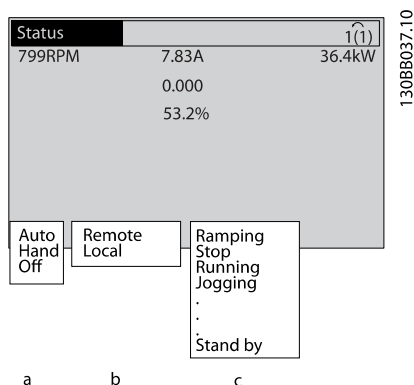 Status
1(1)
799RPM 7.83A 36.4kW
0.000
53.2%
Auto
Hand
Off
Remote
Local
Ramping
Stop
Running
Jogging
.
.
.
Stand by
a b c
130BB037.10